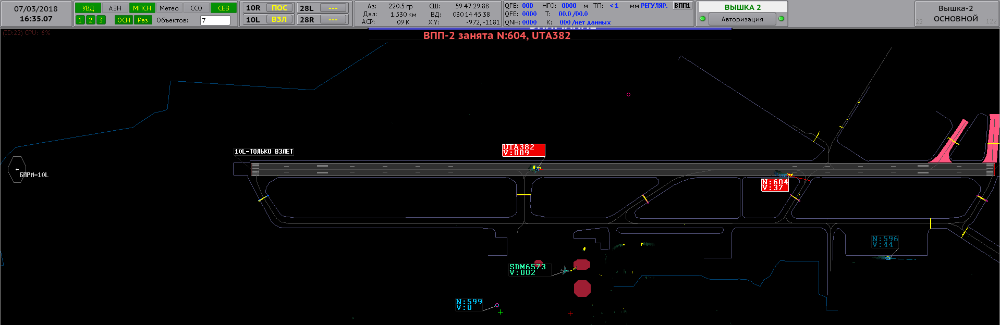 07/03/2018
16:35.07
УВД АЗН МПСН Метео ССО СЕВ
1 2 3 ОСН Рез Объектов: 7
10R ПОС 28L ---
10L ВЗЛ 28R ---
Аз: 220.5 гр СШ: 59 47 29.88
Дал: 1.530 км ВД: 030 14 45.38
АСР: 09 К X,Y: -972, -1181
QFE: 000 НГО: 0000 м ТП: < 1 мм РЕГУЛЯР. ВПП1
QFE: 0000 Т: 00.0 /00.0
QNH: 0000 К: 000 /нет данных
ВЫШКА 2
Авторизация
Вышка-2
ОСНОВНОЙ
22 122
(ID:22) CPU: 6%
ВПП-2 занята N:604, UTA382
10L-ТОЛЬКО ВЗЛЕТ
UTA382
V:009
БПРМ-10L
N:604
V:37
N:596
V:44
SDM6573
V:002
N:599
V:0